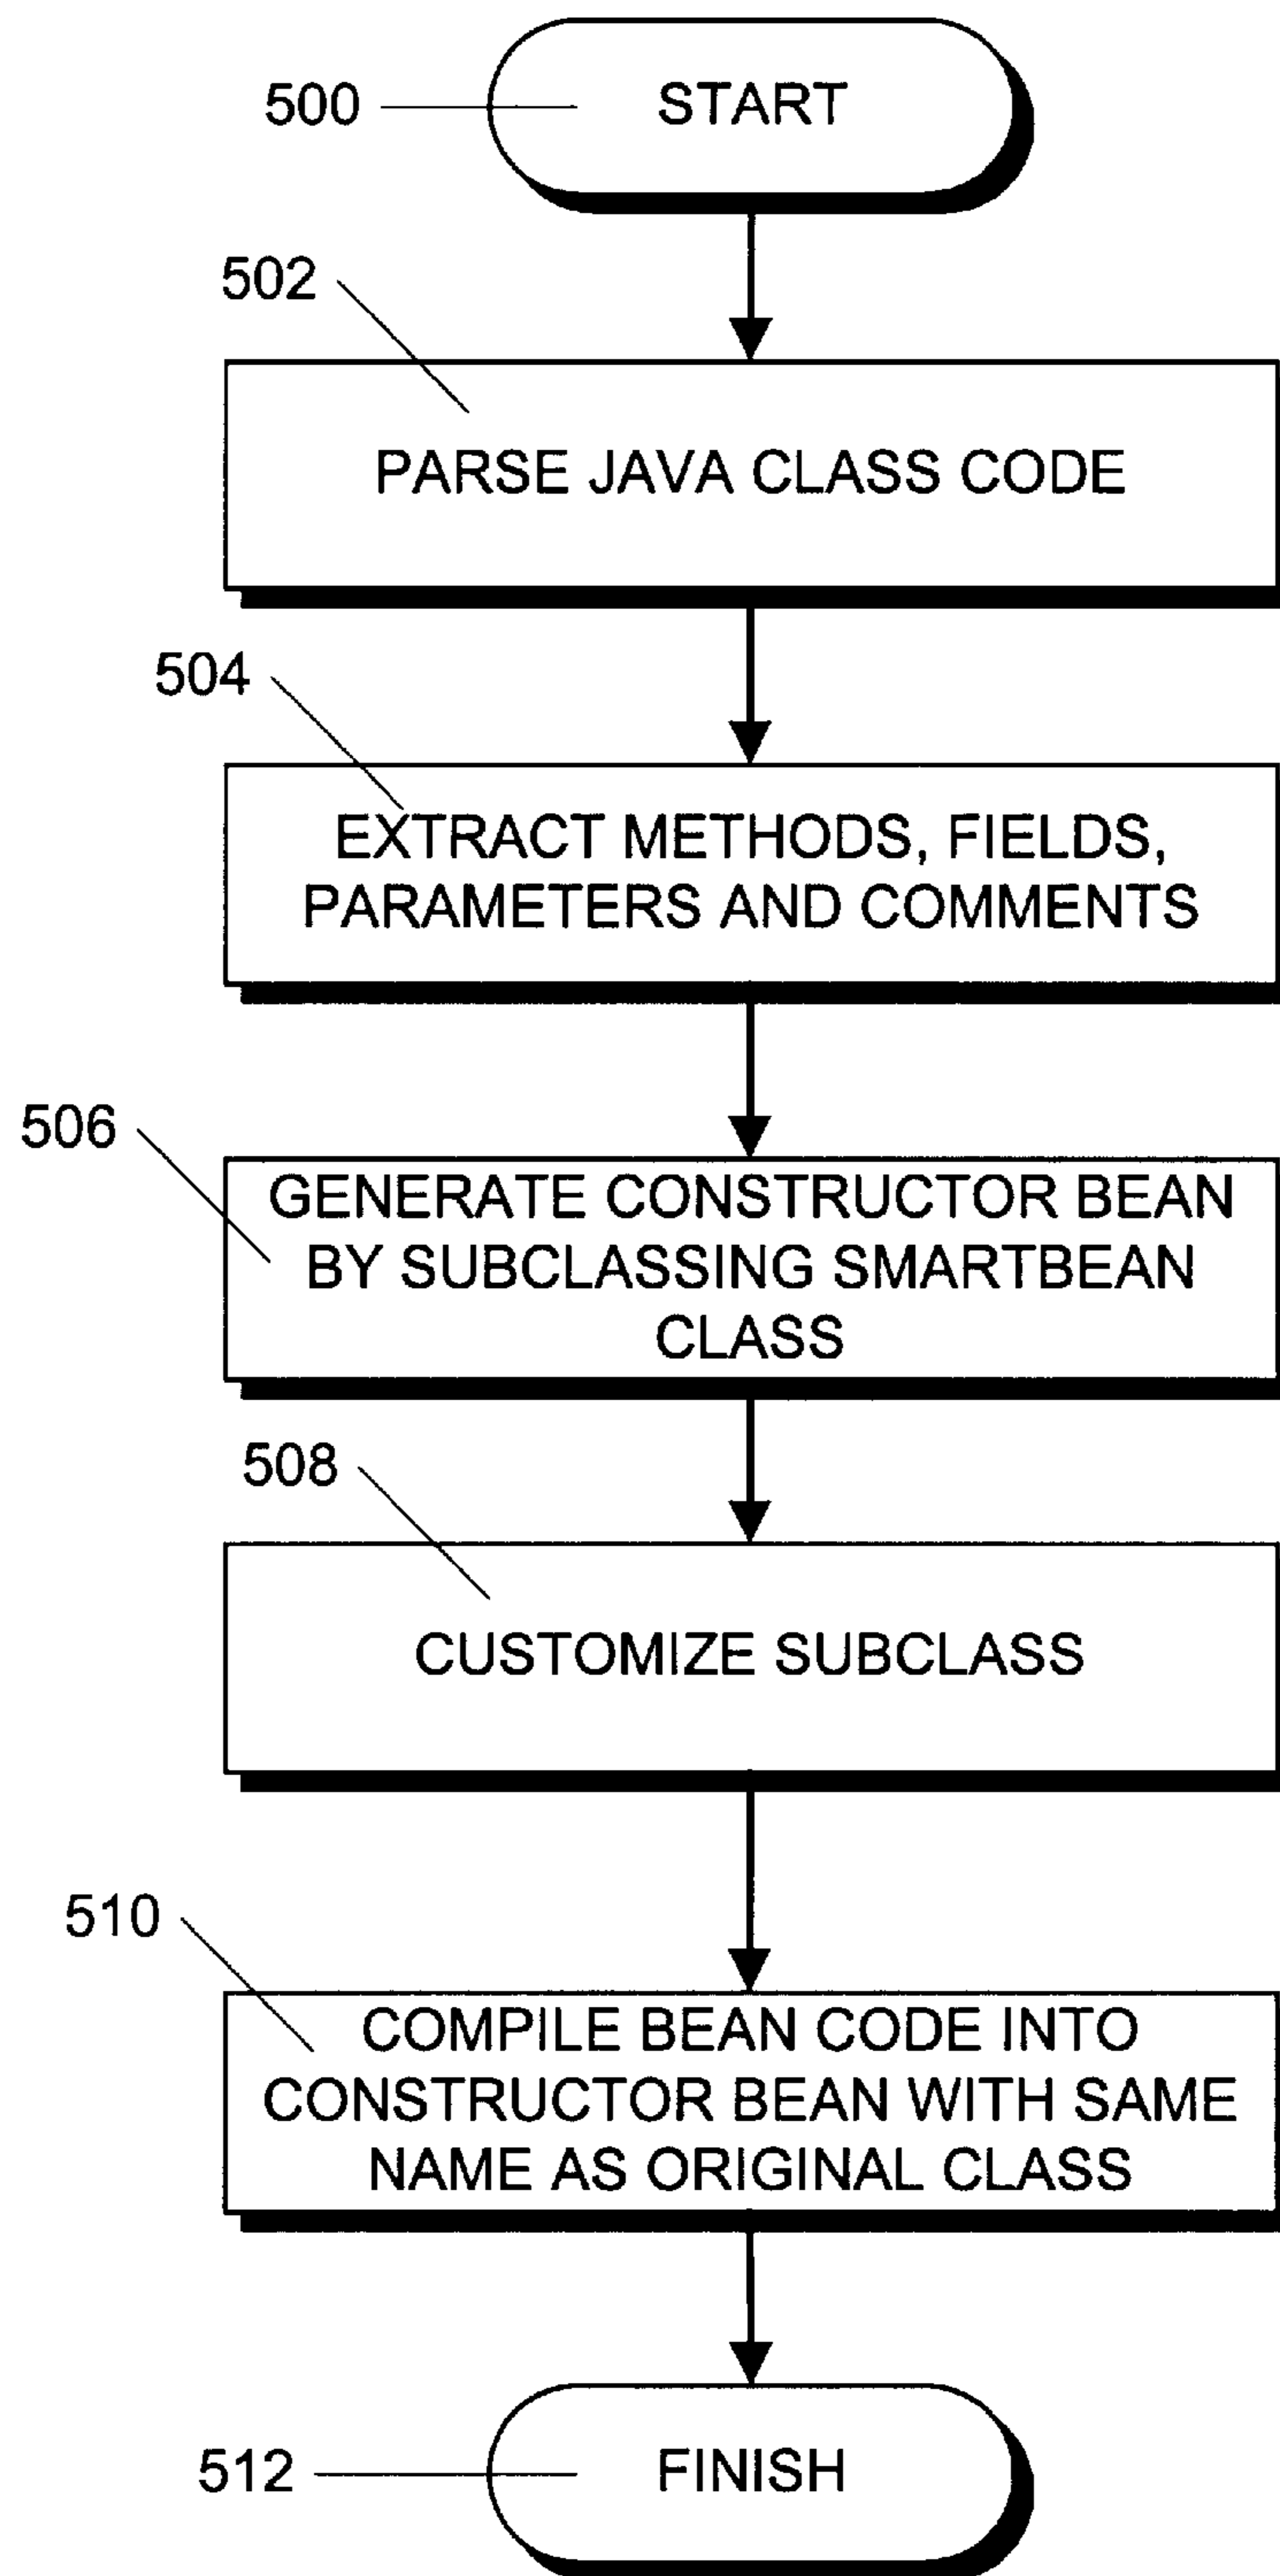 500
START
502
PARSE JAVA CLASS CODE
504
EXTRACT METHODS, FIELDS,
PARAMETERS AND COMMENTS
506
GENERATE CONSTRUCTOR BEAN
BY SUBCLASSING SMARTBEAN
CLASS
508
CUSTOMIZE SUBCLASS
510
COMPILE BEAN CODE INTO
CONSTRUCTOR BEAN WITH SAME
NAME AS ORIGINAL CLASS
512
FINISH